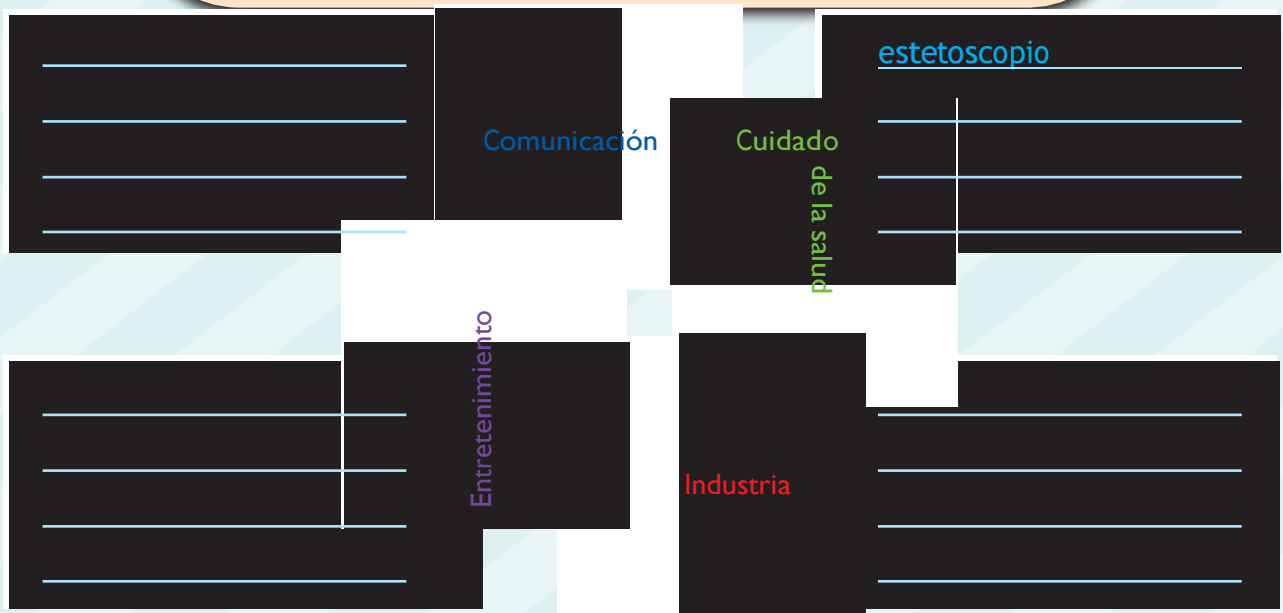 estetoscopio
Comunicación
Cuidado
de la salud
Entretenimiento
Industria